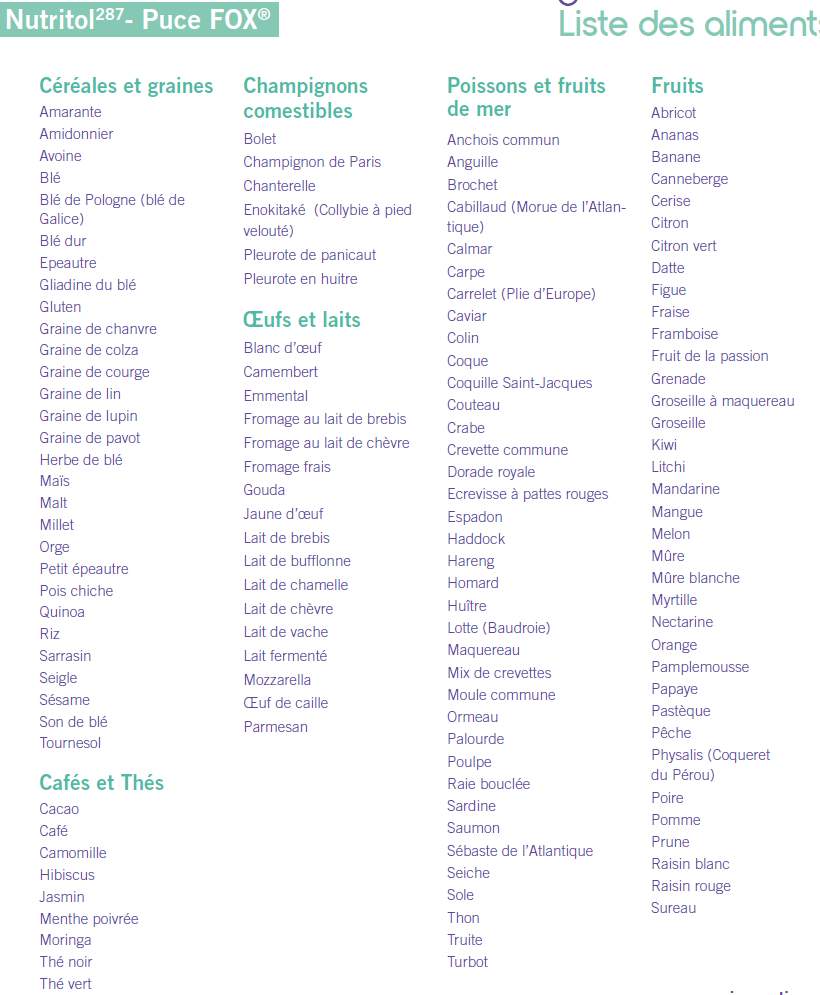 Nutritol287- Puce FOX®
Liste des aliments
Céréales et graines
Amarante
Amidonnier
Avoine
Blé
Blé de Pologne (blé de
Galice)
Blé dur
Epeautre
Gliadine du blé
Gluten
Graine de chanvre
Graine de colza
Graine de courge
Graine de lin
Graine de lupin
Graine de pavot
Herbe de blé
Maïs
Malt
Millet
Orge
Petit épeautre
Pois chiche
Quinoa
Riz
Sarrasin
Seigle
Sésame
Son de blé
Tournesol
Cafés et Thés
Cacao
Café
Camomille
Hibiscus
Jasmin
Menthe poivrée
Moringa
Thé noir
Thé vert
Champignons
comestibles
Bolet
Champignon de Paris
Chanterelle
Enokitaké (Collybie à pied
velouté)
Pleurote de panicaut
Pleurote en huitre
Œufs et laits
Blanc d’œuf
Camembert
Emmental
Fromage au lait de brebis
Fromage au lait de chèvre
Fromage frais
Gouda
Jaune d’œuf
Lait de brebis
Lait de bufflonne
Lait de chamelle
Lait de chèvre
Lait de vache
Lait fermenté
Mozzarella
Œuf de caille
Parmesan
Poissons et fruits
de mer
Anchois commun
Anguille
Brochet
Cabillaud (Morue de l’Atlan-
tique)
Calmar
Carpe
Carrelet (Plie d’Europe)
Caviar
Colin
Coque
Coquille Saint-Jacques
Couteau
Crabe
Crevette commune
Dorade royale
Ecrevisse à pattes rouges
Espadon
Haddock
Hareng
Homard
Huître
Lotte (Baudroie)
Maquereau
Mix de crevettes
Moule commune
Ormeau
Palourde
Poulpe
Raie bouclée
Sardine
Saumon
Sébaste de l’Atlantique
Seiche
Sole
Thon
Truite
Turbot
Fruits
Abricot
Ananas
Banane
Canneberge
Cerise
Citron
Citron vert
Datte
Figue
Fraise
Framboise
Fruit de la passion
Grenade
Groseille à maquereau
Groseille
Kiwi
Litchi
Mandarine
Mangue
Melon
Mûre
Mûre blanche
Myrtille
Nectarine
Orange
Pamplemousse
Papaye
Pastèque
Pêche
Physalis (Coqueret
du Pérou)
Poire
Pomme
Prune
Raisin blanc
Raisin rouge
Sureau